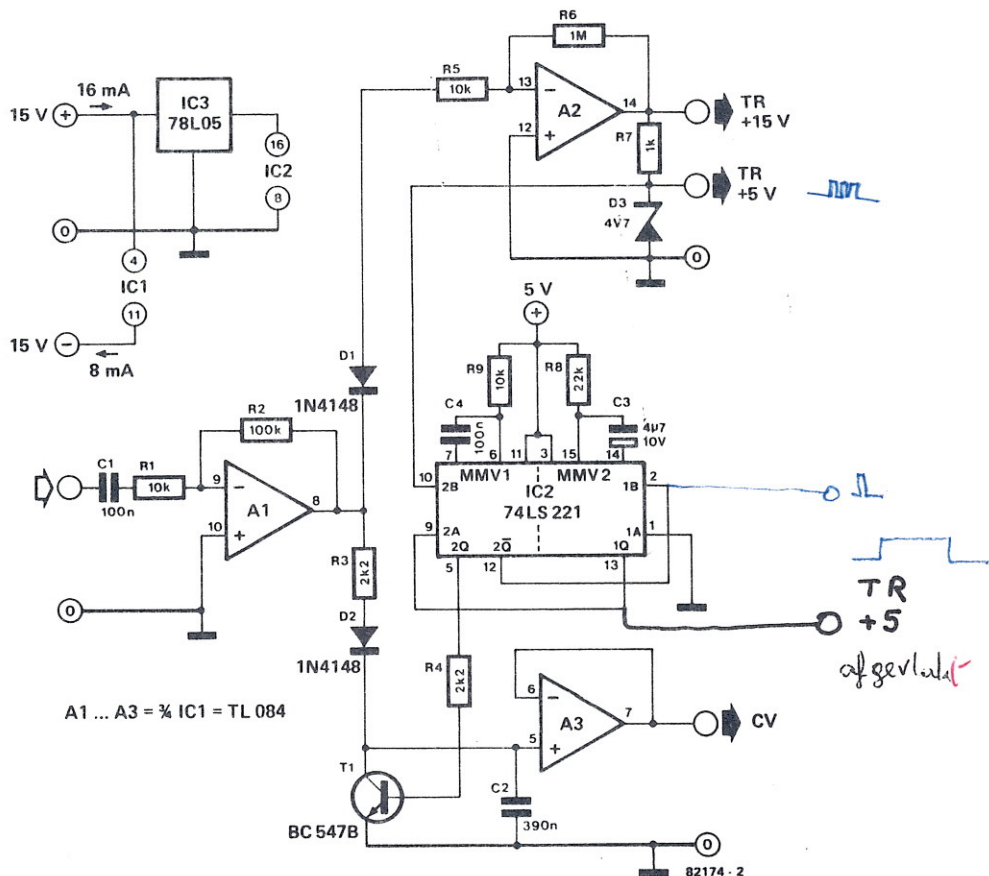 R6
1M
R5
10k
13
−
A2
14
12
+
TR
+15 V
R7
1k
TR
+5 V
D3
4V7
0
16 mA
15 V
+
IC3
78L05
16
IC2
8
0
4
IC1
11
15 V
−
8 mA
D1
1N4148
R2
100k
C1
100n
R1
10k
9
−
A1
8
10
+
0
R3
2k2
D2
1N4148
5 V
+
R9
10k
R8
22k
C4
100n
C3
4µ7
10V
7
6
11
3
15
14
MMV1
MMV2
10
2B
IC2
1B
2
74LS221
9
2A
1A
1
2Q
2Q̅
1Q
5
12
13
TR
+5
R4
2k2
6
−
A3
7
5
+
CV
A1 ... A3 = ¾ IC1 = TL 084
T1
BC 547B
C2
390n
0
82174 - 2